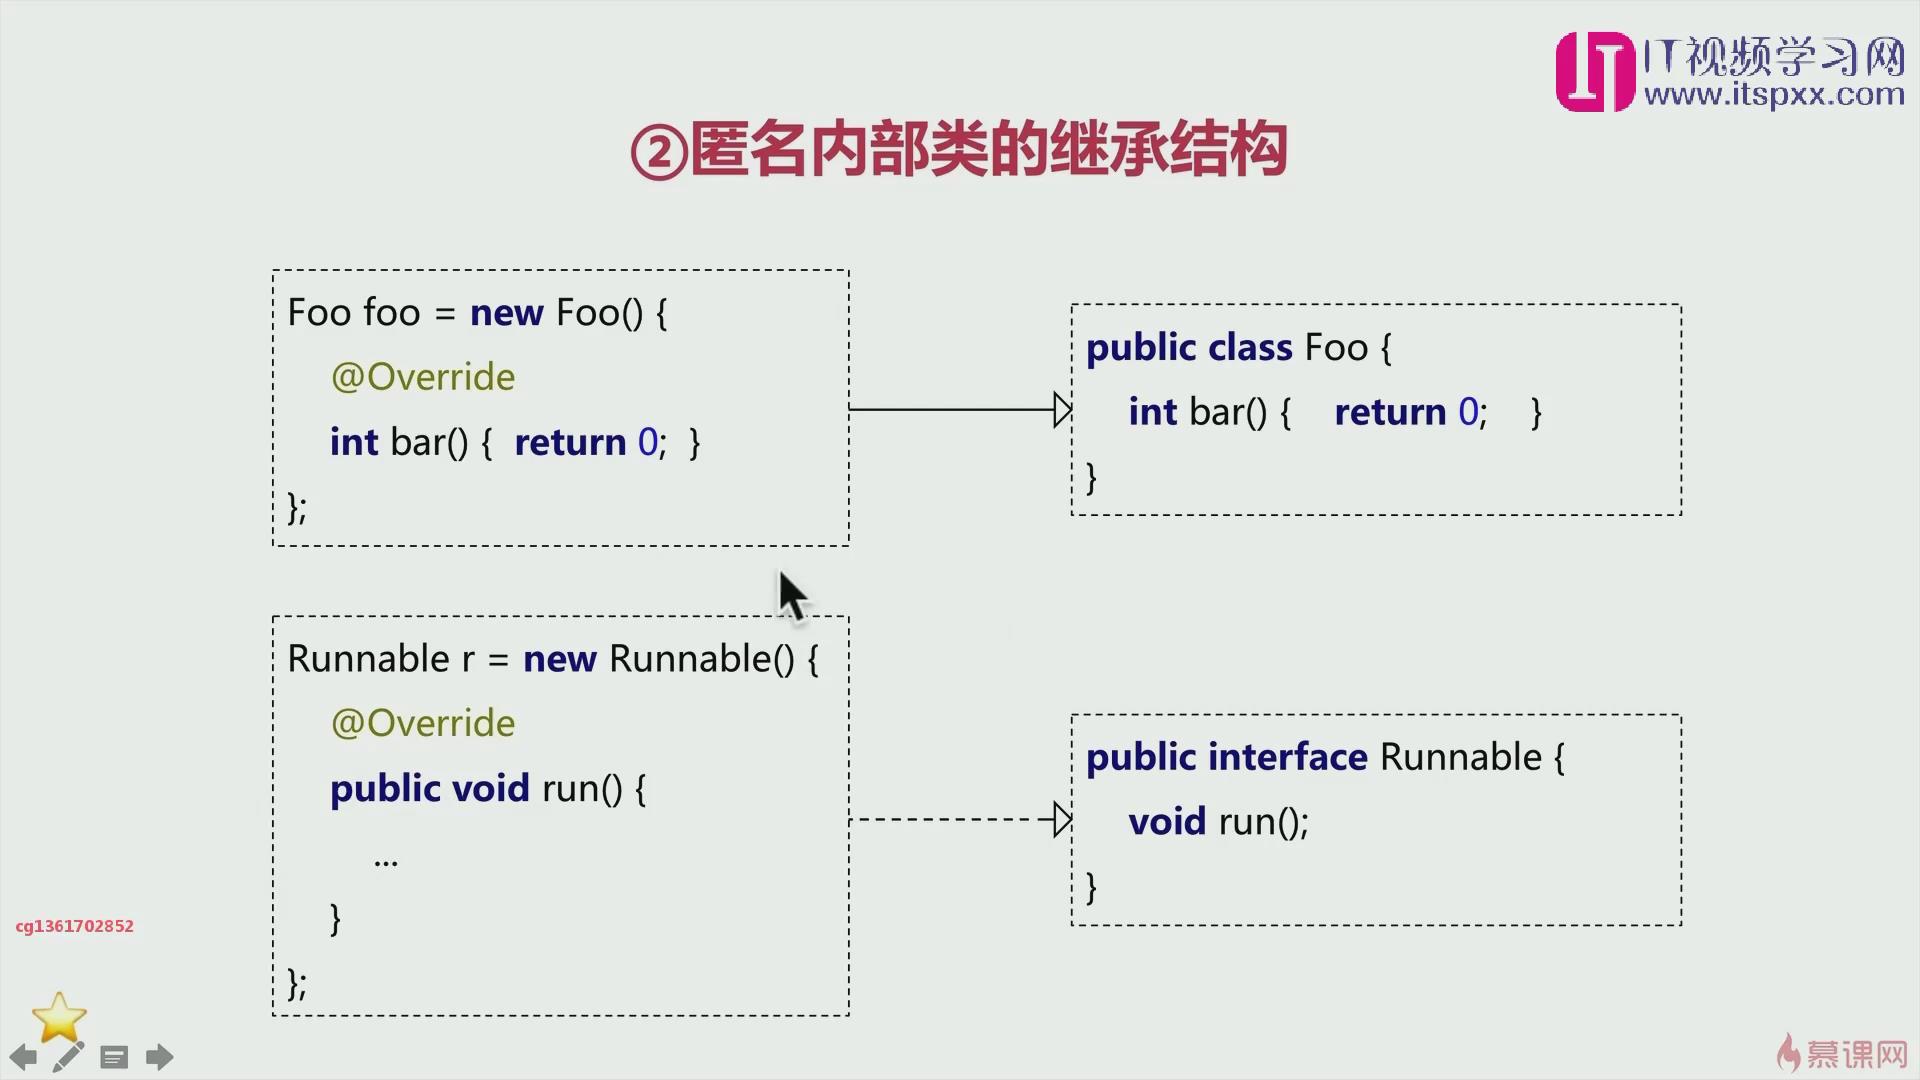 IT视频学习网
www.itspxx.com
②匿名内部类的继承结构
Foo foo = new Foo() {
@Override
int bar() { return 0; }
};
public class Foo {
int bar() { return 0; }
}
Runnable r = new Runnable() {
@Override
public void run() {
...
}
};
public interface Runnable {
void run();
}
cg1361702852
慕课网